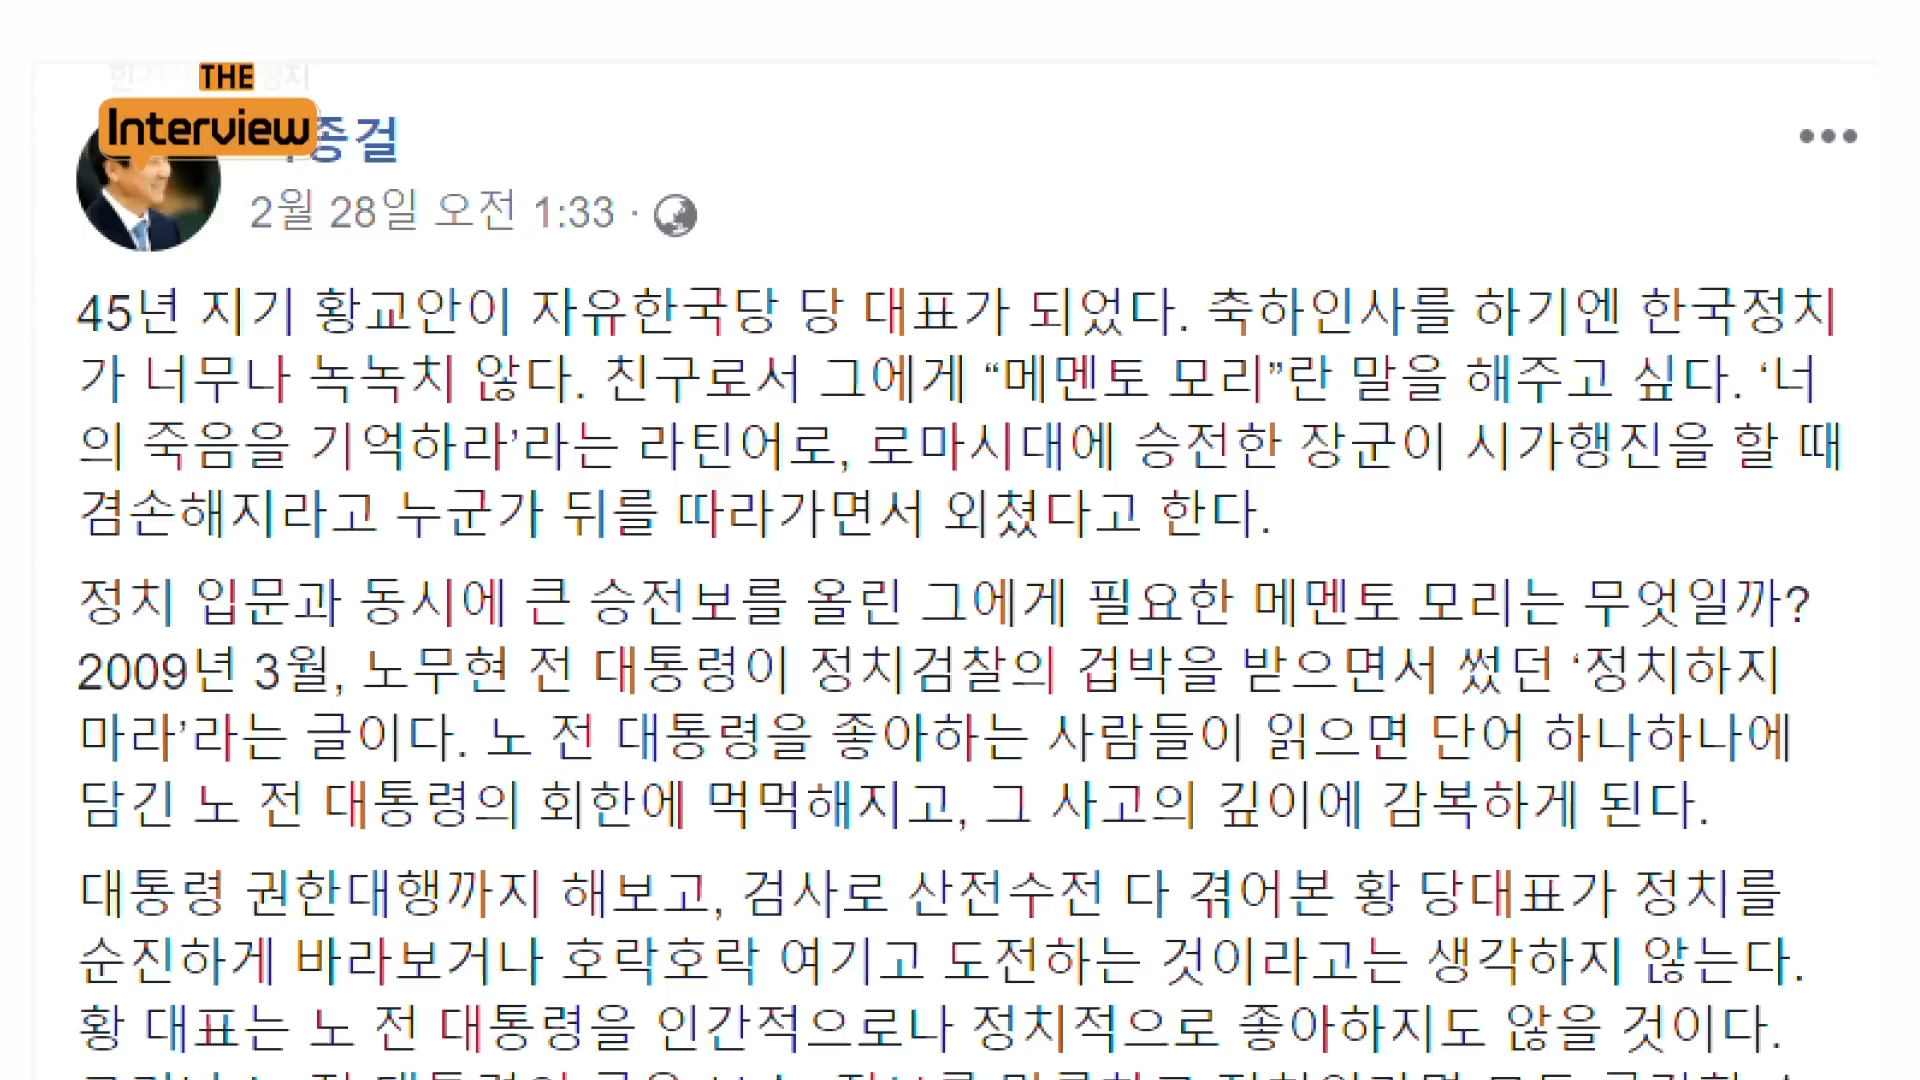 THE
Interview
종걸
2월 28일 오전 1:33 ·
45년 지기 황교안이 자유한국당 당 대표가 되었다. 축하인사를 하기엔 한국정치
가 너무나 녹녹치 않다. 친구로서 그에게 “메멘토 모리”란 말을 해주고 싶다. ‘너
의 죽음을 기억하라’라는 라틴어로, 로마시대에 승전한 장군이 시가행진을 할 때
겸손해지라고 누군가 뒤를 따라가면서 외쳤다고 한다.
정치 입문과 동시에 큰 승전보를 올린 그에게 필요한 메멘토 모리는 무엇일까?
2009년 3월, 노무현 전 대통령이 정치검찰의 겁박을 받으면서 썼던 ‘정치하지
마라’라는 글이다. 노 전 대통령을 좋아하는 사람들이 읽으면 단어 하나하나에
담긴 노 전 대통령의 회한에 먹먹해지고, 그 사고의 깊이에 감복하게 된다.
대통령 권한대행까지 해보고, 검사로 산전수전 다 겪어본 황 당대표가 정치를
순진하게 바라보거나 호락호락 여기고 도전하는 것이라고는 생각하지 않는다.
황 대표는 노 전 대통령을 인간적으로나 정치적으로 좋아하지도 않을 것이다.